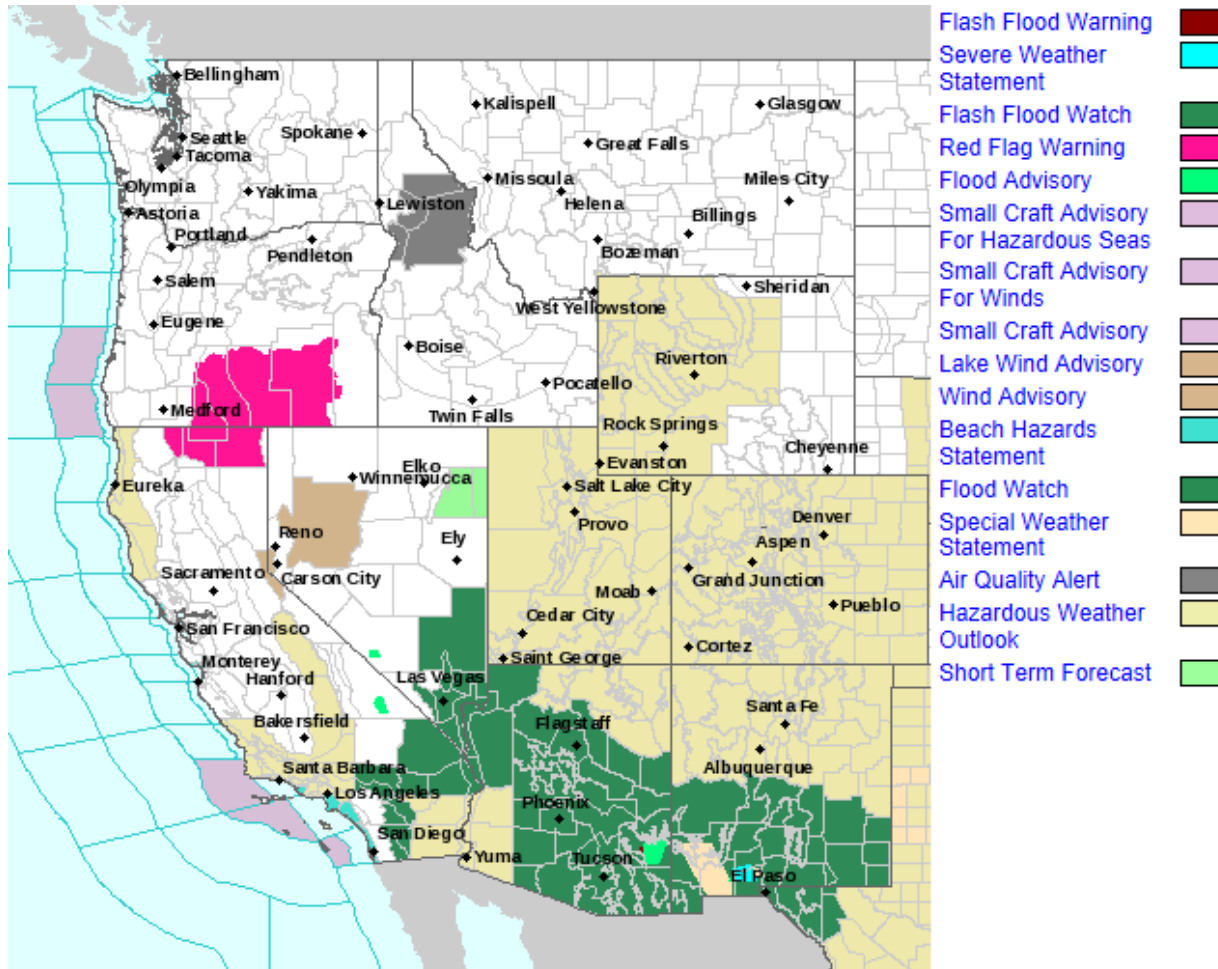 Bellingham
Seattle
Tacoma
Olympia
Astoria
Portland
Salem
Eugene
Medford
Spokane
Yakima
Pendleton
Kalispell
Glasgow
Great Falls
Missoula
Helena
Miles City
Lewiston
Billings
Bozeman
West Yellowstone
Sheridan
Boise
Pocatello
Twin Falls
Riverton
Rock Springs
Evanston
Cheyenne
Eureka
Elko
Winnemucca
Reno
Carson City
Ely
Sacramento
San Francisco
Monterey
Hanford
Bakersfield
Santa Barbara
Los Angeles
San Diego
Las Vegas
Salt Lake City
Provo
Moab
Cedar City
Saint George
Denver
Aspen
Grand Junction
Pueblo
Cortez
Flagstaff
Phoenix
Tucson
Yuma
Santa Fe
Albuquerque
El Paso
Flash Flood Warning
Severe Weather
Statement
Flash Flood Watch
Red Flag Warning
Flood Advisory
Small Craft Advisory
For Hazardous Seas
Small Craft Advisory
For Winds
Small Craft Advisory
Lake Wind Advisory
Wind Advisory
Beach Hazards
Statement
Flood Watch
Special Weather
Statement
Air Quality Alert
Hazardous Weather
Outlook
Short Term Forecast